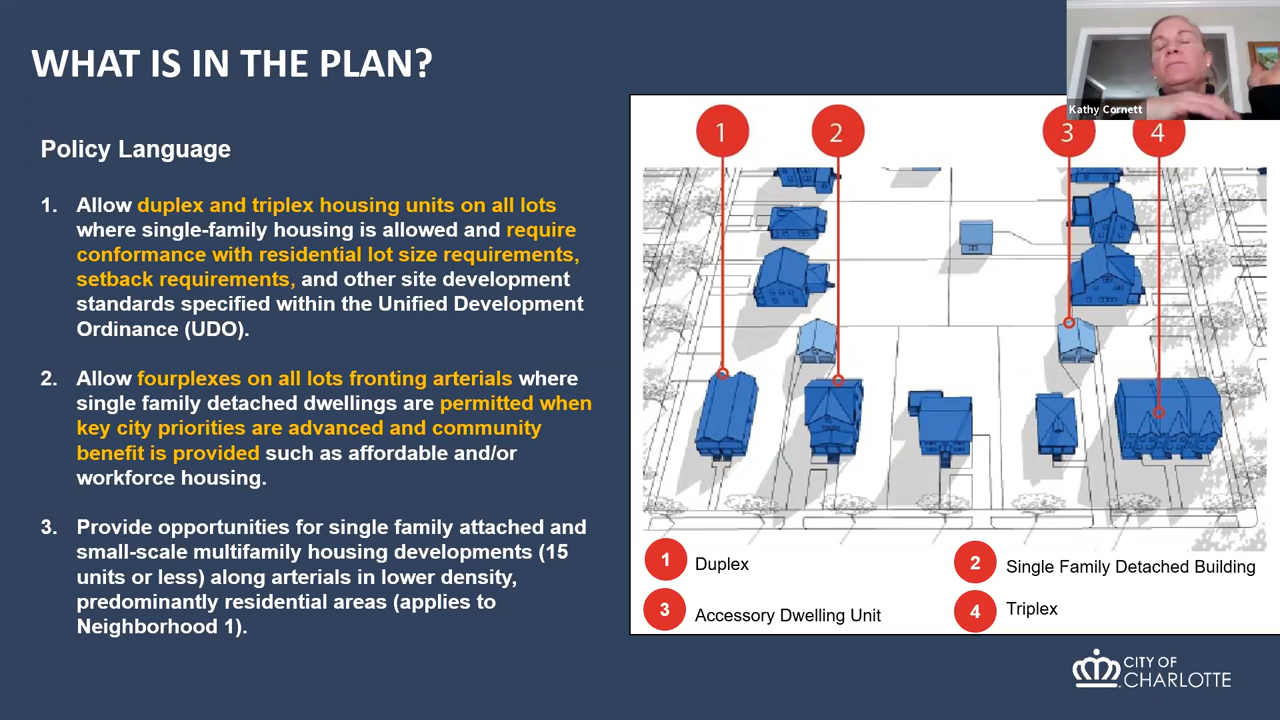 WHAT IS IN THE PLAN?
Kathy Cornett
Policy Language
1. Allow duplex and triplex housing units on all lots
where single-family housing is allowed and require
conformance with residential lot size requirements,
setback requirements, and other site development
standards specified within the Unified Development
Ordinance (UDO).
2. Allow fourplexes on all lots fronting arterials where
single family detached dwellings are permitted when
key city priorities are advanced and community
benefit is provided such as affordable and/or
workforce housing.
3. Provide opportunities for single family attached and
small-scale multifamily housing developments (15
units or less) along arterials in lower density,
predominantly residential areas (applies to
Neighborhood 1).
1 2 3 4
1 Duplex
2 Single Family Detached Building
3 Accessory Dwelling Unit
4 Triplex
CITY OF
CHARLOTTE